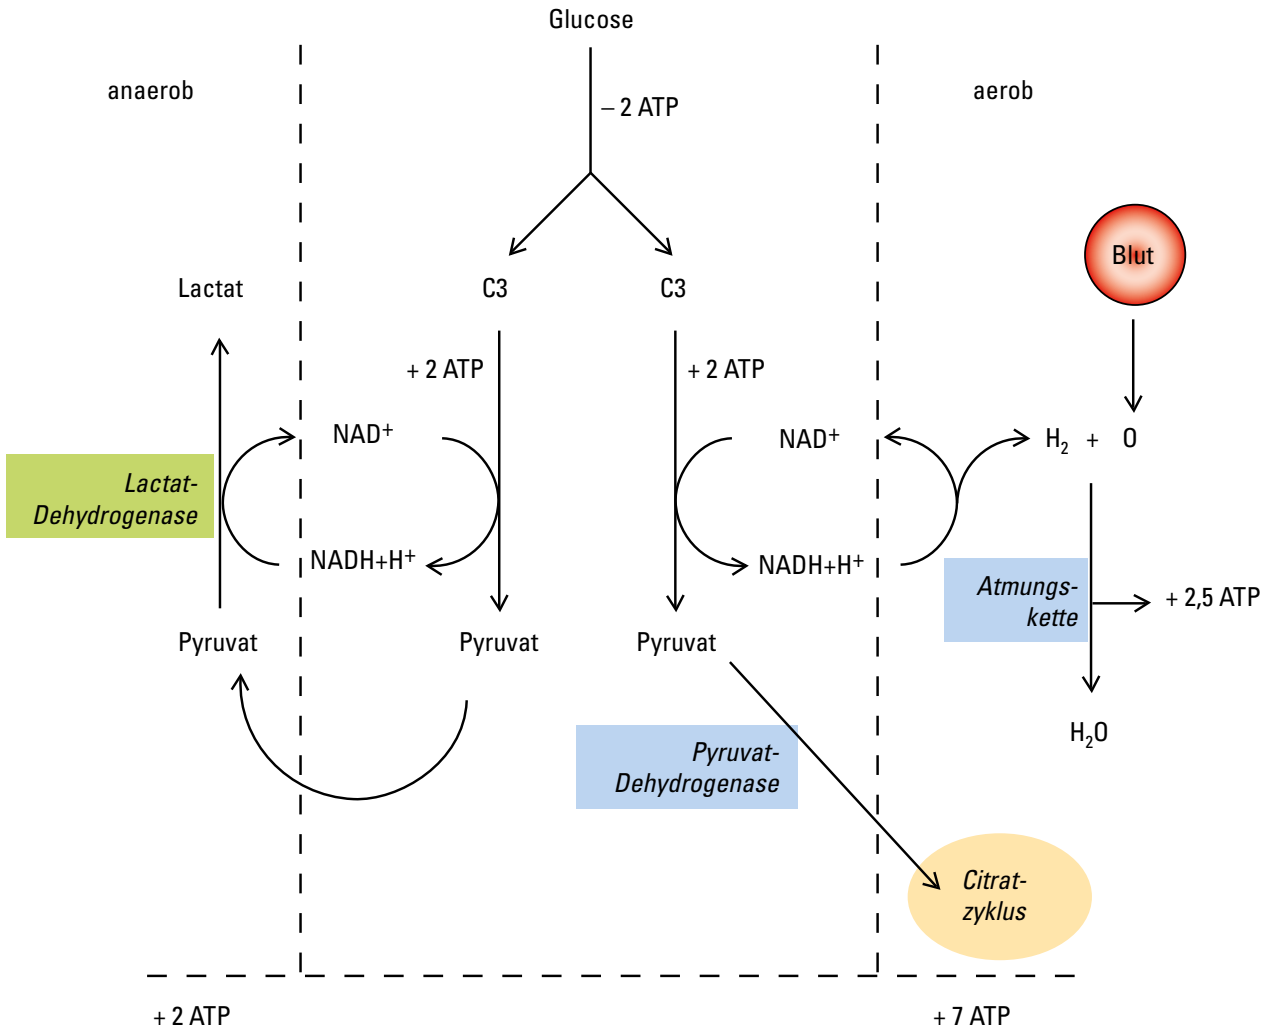 Glucose
anaerob
– 2 ATP
aerob
Blut
Lactat
C3
C3
+ 2 ATP
+ 2 ATP
NAD⁺
NAD⁺
H₂ + O
Lactat-
Dehydrogenase
NADH+H⁺
NADH+H⁺
Atmungs-
kette
+ 2,5 ATP
Pyruvat
Pyruvat
Pyruvat
H₂O
Pyruvat-
Dehydrogenase
Citrat-
zyklus
+ 2 ATP
+ 7 ATP